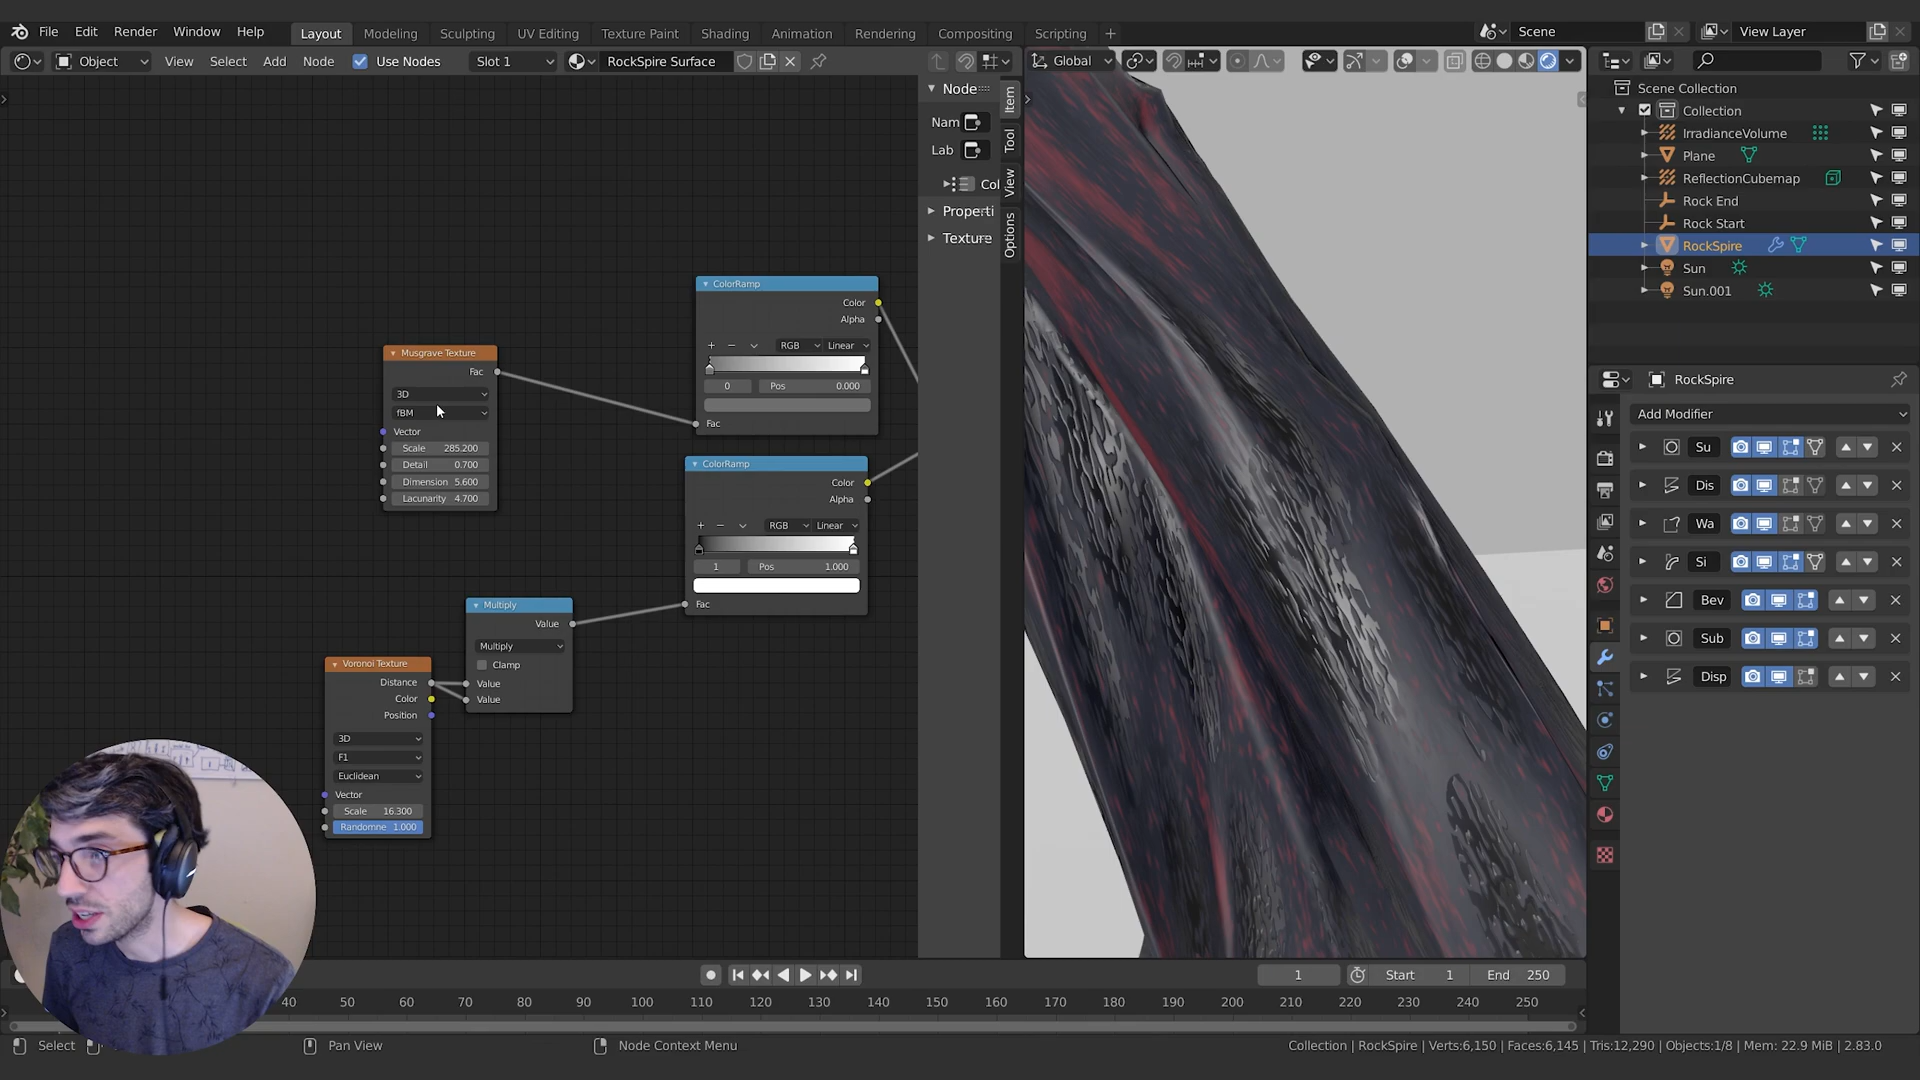 File Edit Render Window Help Layout Modeling Sculpting UV Editing Texture Paint Shading Animation Rendering Compositing Scripting + Scene View Layer
Object View Select Add Node Use Nodes Slot 1 RockSpire Surface Global
Node
Nam
Lab
Col
Properti
Texture
Item
Tool
View
Options
ColorRamp
Color
Alpha
+ − RGB Linear
0 Pos 0.000
Fac
Musgrave Texture
Fac
3D
fBM
Vector
Scale 285.200
Detail 0.700
Dimension 5.600
Lacunarity 4.700
ColorRamp
Color
Alpha
+ − RGB Linear
1 Pos 1.000
Fac
Multiply
Value
Multiply
Clamp
Value
Value
Voronoi Texture
Distance
Color
Position
3D
F1
Euclidean
Vector
Scale 16.300
Randomne 1.000
Scene Collection
Collection
IrradianceVolume
Plane
ReflectionCubemap
Rock End
Rock Start
RockSpire
Sun
Sun.001
RockSpire
Add Modifier
Su
Dis
Wa
Si
Bev
Sub
Disp
1 Start 1 End 250
40 50 60 70 80 90 100 110 120 130 140 150 160 170 180 190 200 210 220 230 240 250
Select Pan View Node Context Menu Collection | RockSpire | Verts:6,150 | Faces:6,145 | Tris:12,290 | Objects:1/8 | Mem: 22.9 MiB | 2.83.0